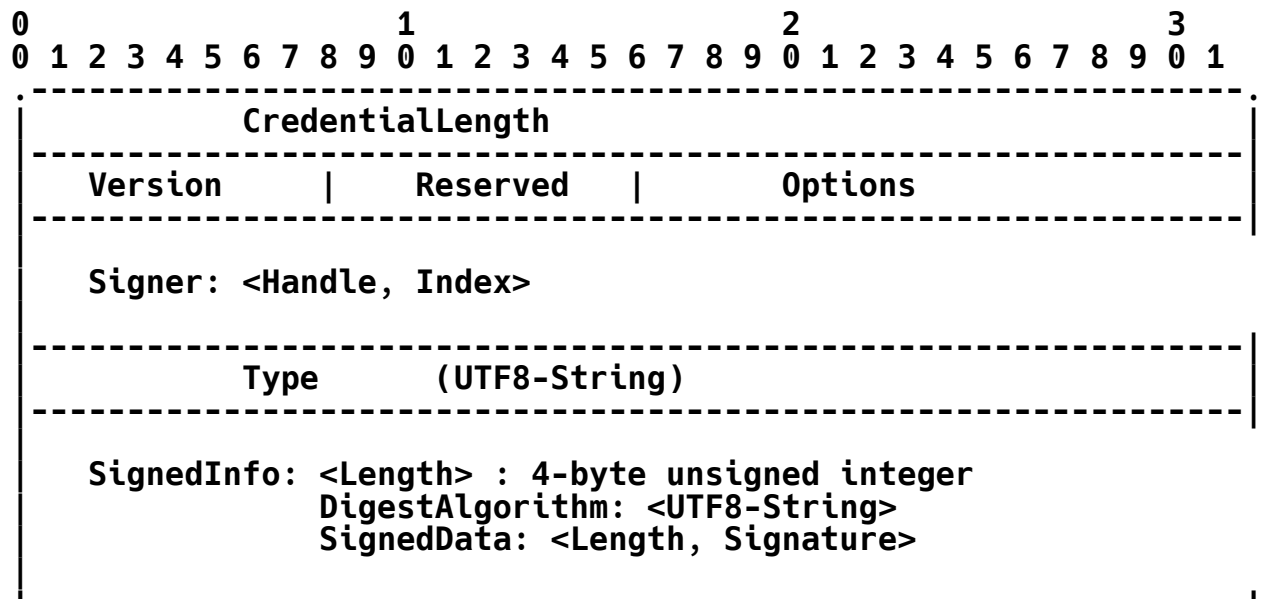 0                   1                   2                   3
0 1 2 3 4 5 6 7 8 9 0 1 2 3 4 5 6 7 8 9 0 1 2 3 4 5 6 7 8 9 0 1
.---------------------------------------------------------------.
|           CredentialLength                                    |
|---------------------------------------------------------------|
|   Version     |    Reserved   |       Options                 |
|---------------------------------------------------------------|
|
|   Signer: <Handle, Index>
|
|---------------------------------------------------------------|
|           Type      (UTF8-String)                             |
|---------------------------------------------------------------|
|
|   SignedInfo: <Length> : 4-byte unsigned integer
|               DigestAlgorithm: <UTF8-String>
|               SignedData: <Length, Signature>
|